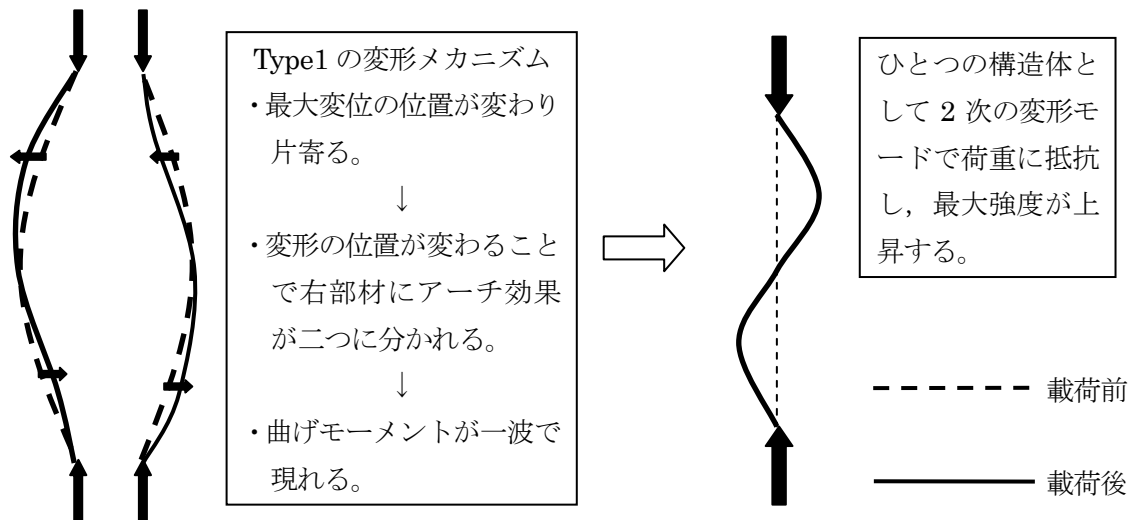 Type1 の変形メカニズム
・最大変位の位置が変わり
片寄る。
↓
・変形の位置が変わること
で右部材にアーチ効果
が二つに分かれる。
↓
・曲げモーメントが一波で
現れる。
ひとつの構造体と
して 2 次の変形モ
ードで荷重に抵抗
し，最大強度が上
昇する。
載荷前
載荷後